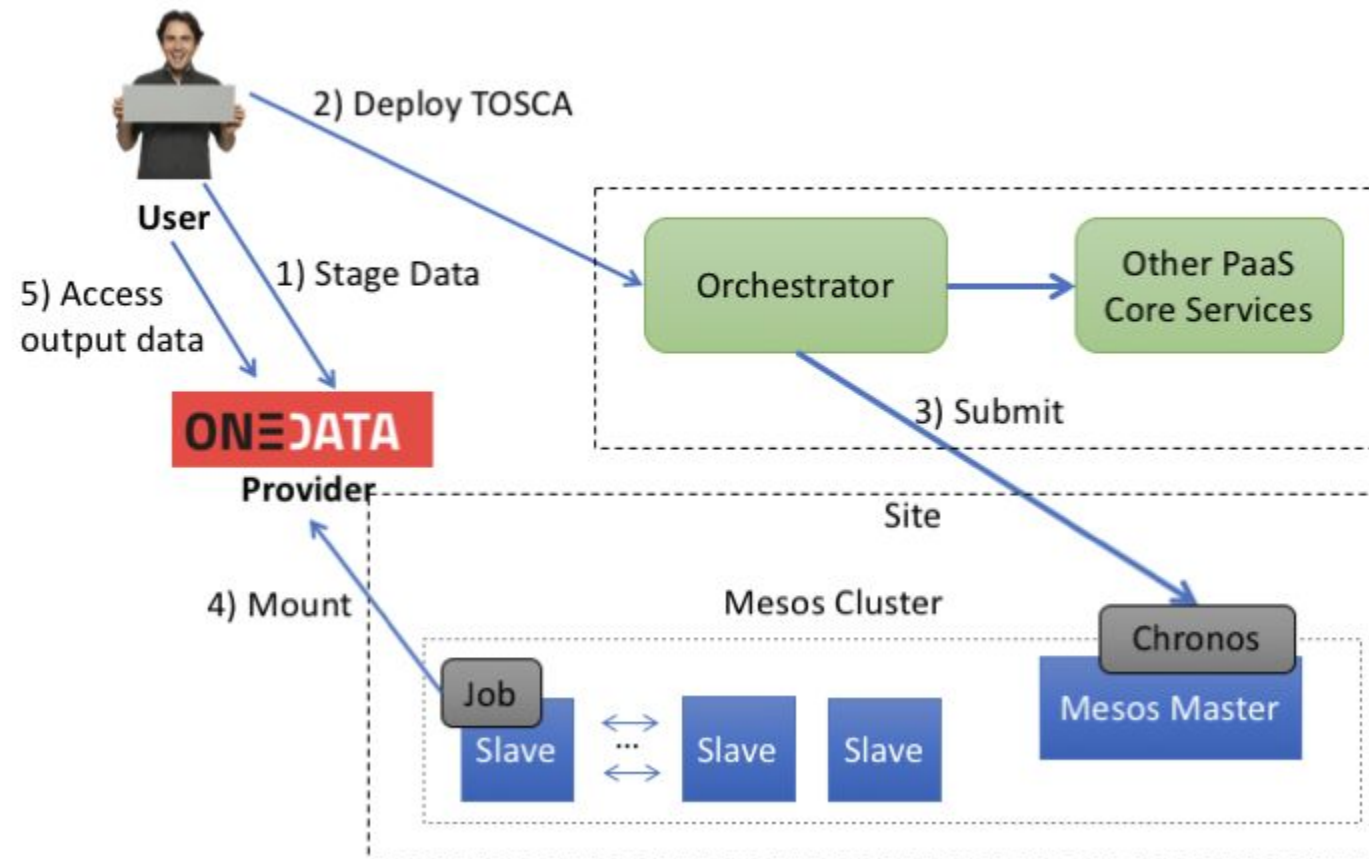 2) Deploy TOSCA
User
1) Stage Data
5) Access
output data
Orchestrator
Other PaaS
Core Services
ONEDATA
Provider
3) Submit
Site
4) Mount
Mesos Cluster
Chronos
Mesos Master
Job
Slave
...
Slave
Slave